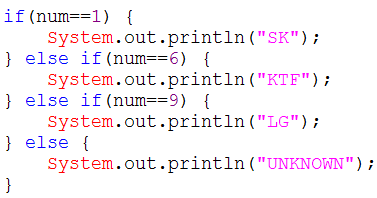 if(num==1) {
    System.out.println("SK");
} else if(num==6) {
    System.out.println("KTF");
} else if(num==9) {
    System.out.println("LG");
} else {
    System.out.println("UNKNOWN");
}